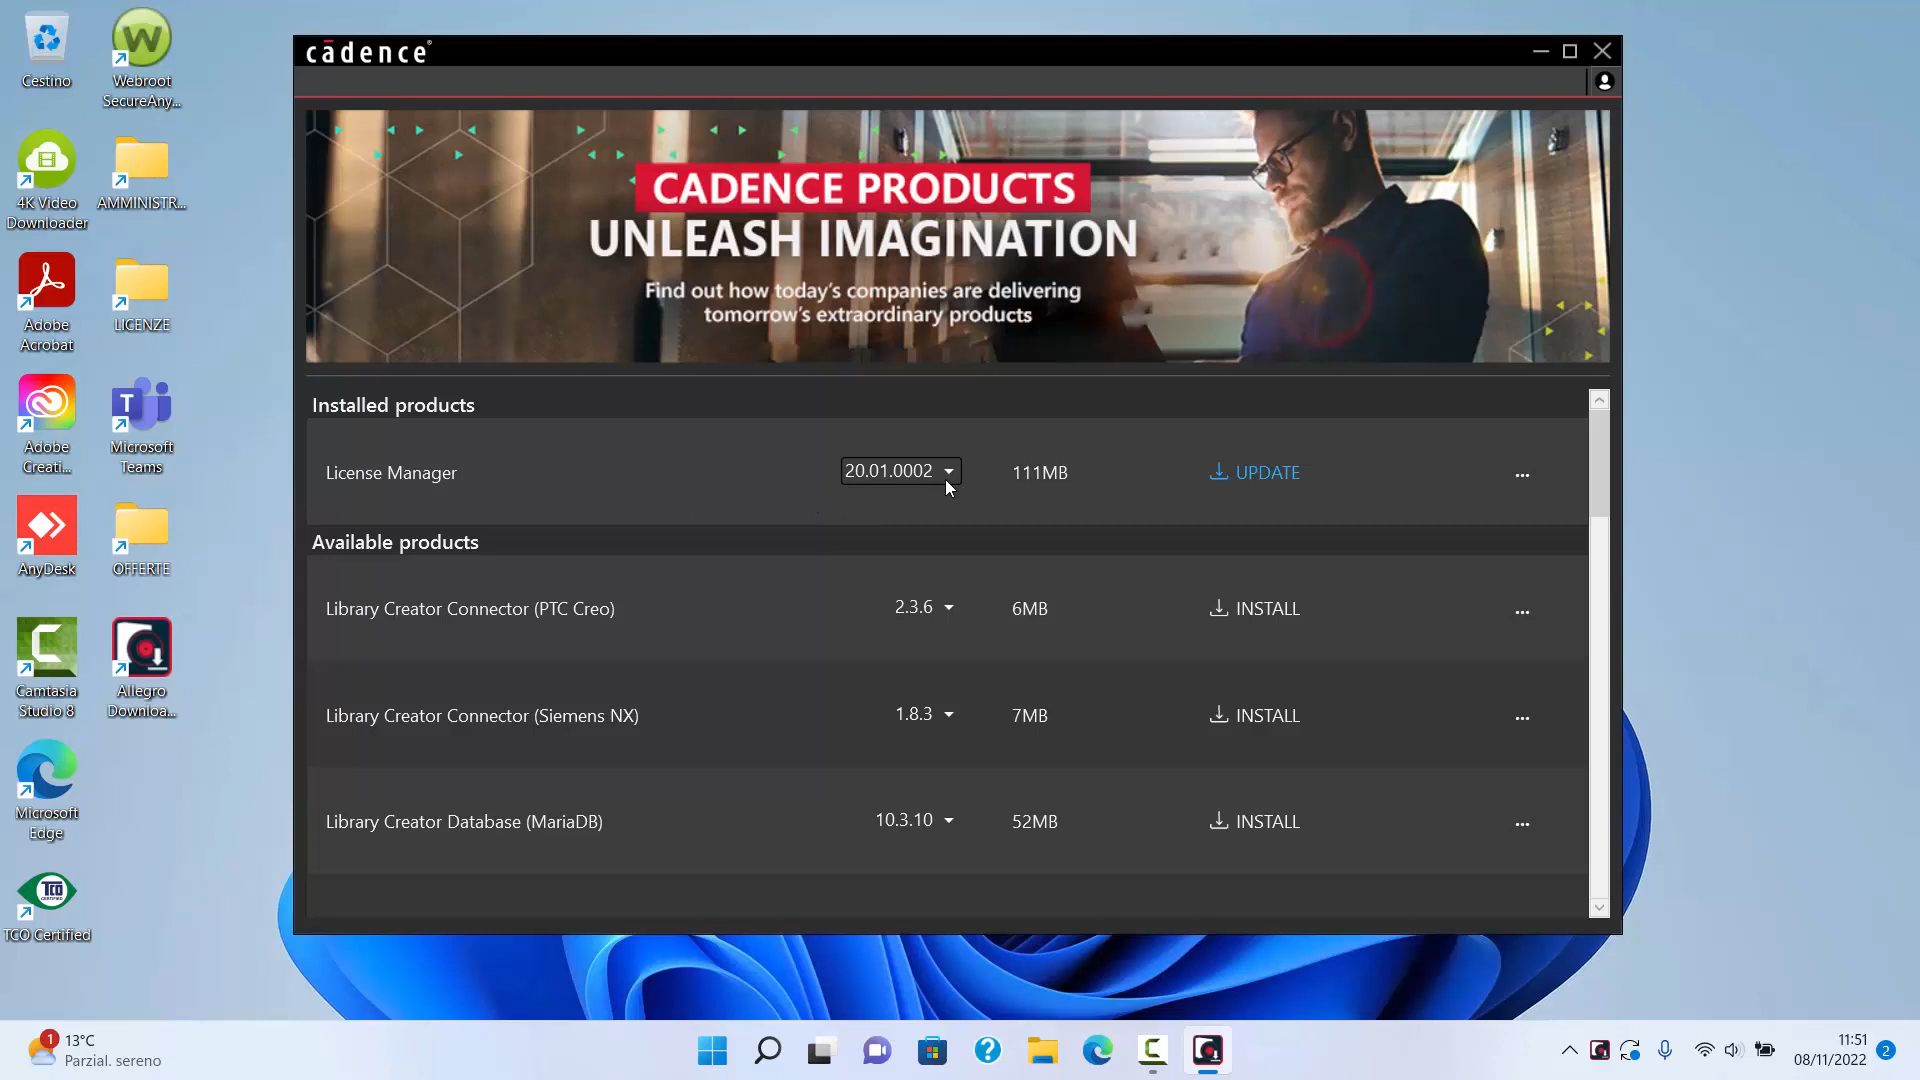 Cestino
Webroot
SecureAny...
4K Video
Downloader
AMMINISTR...
Adobe
Acrobat
LICENZE
Adobe
Creati...
Microsoft
Teams
AnyDesk
OFFERTE
Camtasia
Studio 8
Allegro
Downloa...
Microsoft
Edge
TCO Certified
cādence®
CADENCE PRODUCTS
UNLEASH IMAGINATION
Find out how today's companies are delivering
tomorrow's extraordinary products
Installed products
License Manager 20.01.0002 111MB UPDATE ...
Available products
Library Creator Connector (PTC Creo) 2.3.6 6MB INSTALL ...
Library Creator Connector (Siemens NX) 1.8.3 7MB INSTALL ...
Library Creator Database (MariaDB) 10.3.10 52MB INSTALL ...
1
13°C
Parzial. sereno
11:51
08/11/2022
2